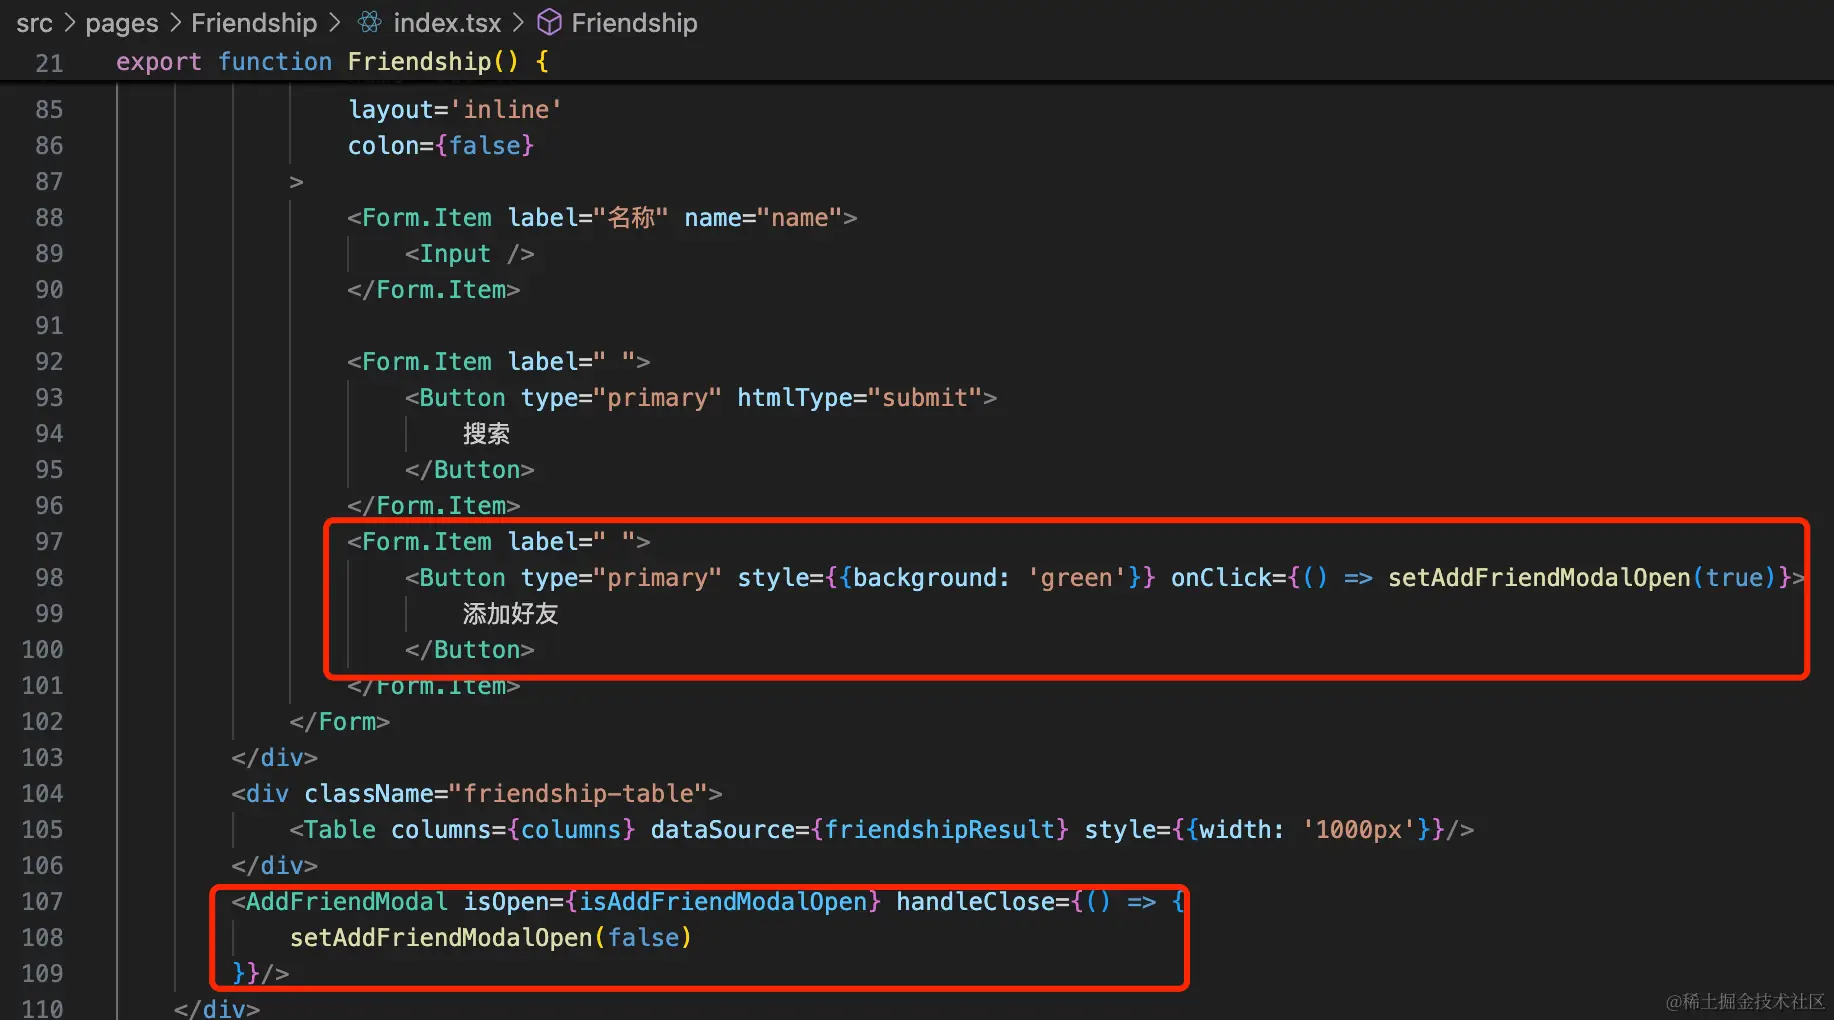 src > pages > Friendship > index.tsx > Friendship
21 export function Friendship() {
85 layout='inline'
86 colon={false}
87 >
88 <Form.Item label="名称" name="name">
89 <Input />
90 </Form.Item>
91
92 <Form.Item label=" ">
93 <Button type="primary" htmlType="submit">
94 搜索
95 </Button>
96 </Form.Item>
97 <Form.Item label=" ">
98 <Button type="primary" style={{background: 'green'}} onClick={() => setAddFriendModalOpen(true)}>
99 添加好友
100 </Button>
101 </Form.Item>
102 </Form>
103 </div>
104 <div className="friendship-table">
105 <Table columns={columns} dataSource={friendshipResult} style={{width: '1000px'}}/>
106 </div>
107 <AddFriendModal isOpen={isAddFriendModalOpen} handleClose={() => {
108 setAddFriendModalOpen(false)
109 }}/>
110 </div>
@稀土掘金技术社区